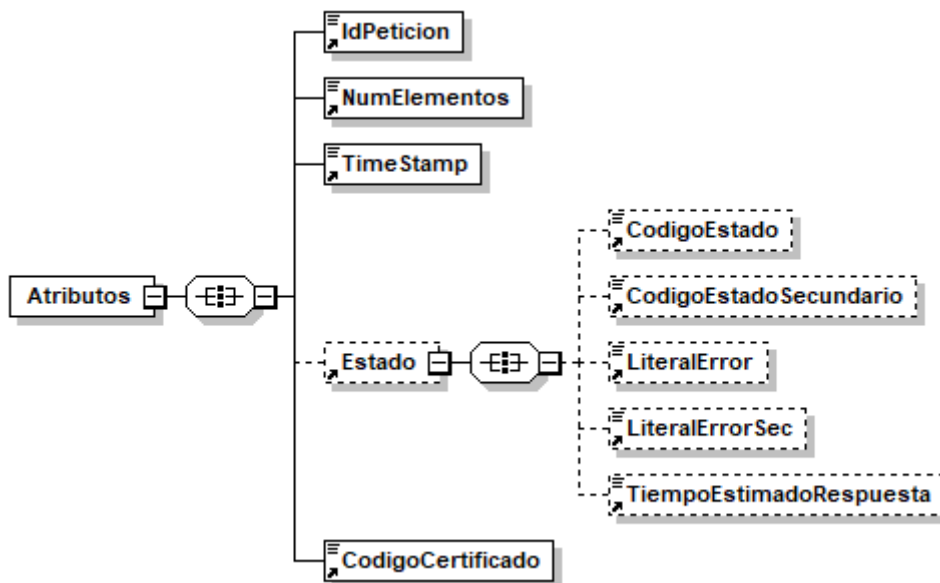 IdPeticion
NumElementos
TimeStamp
CodigoEstado
CodigoEstadoSecundario
Atributos
Estado
LiteralError
LiteralErrorSec
TiempoEstimadoRespuesta
CodigoCertificado